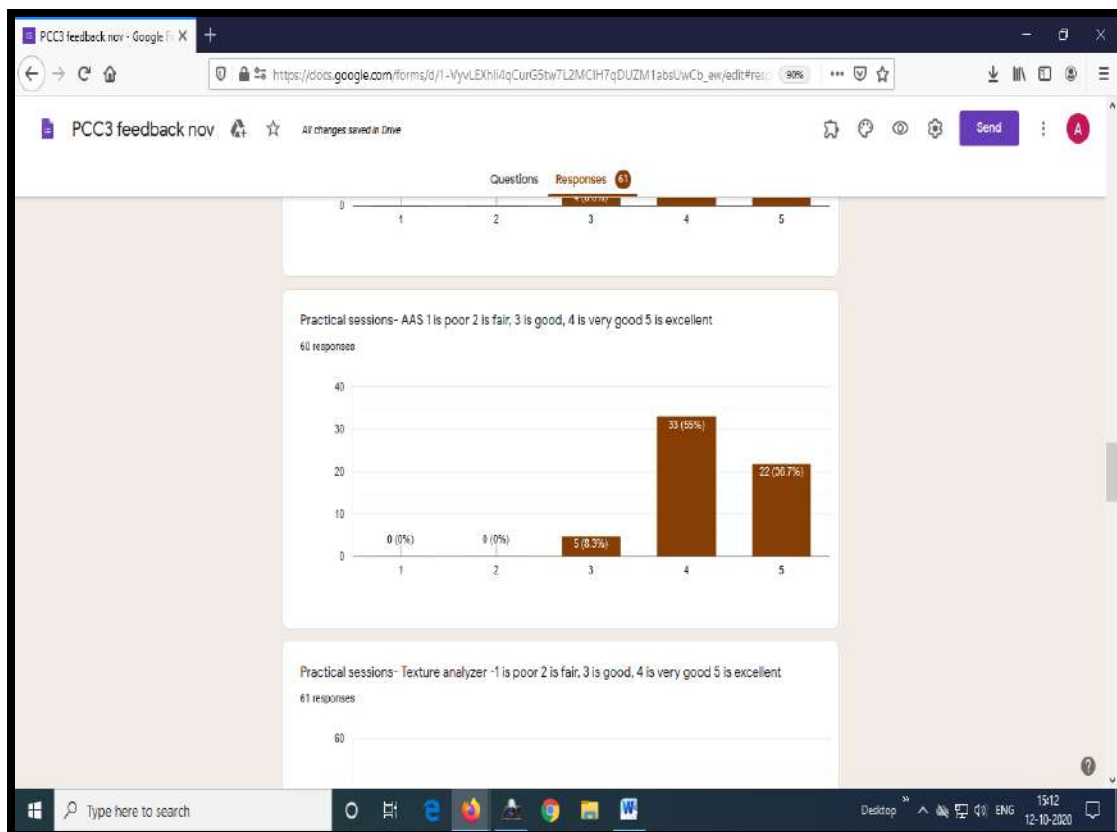 PCC3 feedback nov - Google F
https://docs.google.com/forms/d/1-VyvLEXhIi4qCurG5tw7L2MCIH7qDUZM1absUwCb_ew/edit#resp
90%
PCC3 feedback nov
All changes saved in Drive
Send
A
Questions Responses 61
0
1 2 3 4 5
Practical sessions- AAS 1 is poor 2 is fair, 3 is good, 4 is very good 5 is excellent
60 responses
40
30
20
10
0
0 (0%) 0 (0%) 5 (8.3%) 33 (55%) 22 (36.7%)
1 2 3 4 5
Practical sessions- Texture analyzer -1 is poor 2 is fair, 3 is good, 4 is very good 5 is excellent
61 responses
60
Type here to search
Desktop
ENG
15:12
12-10-2020